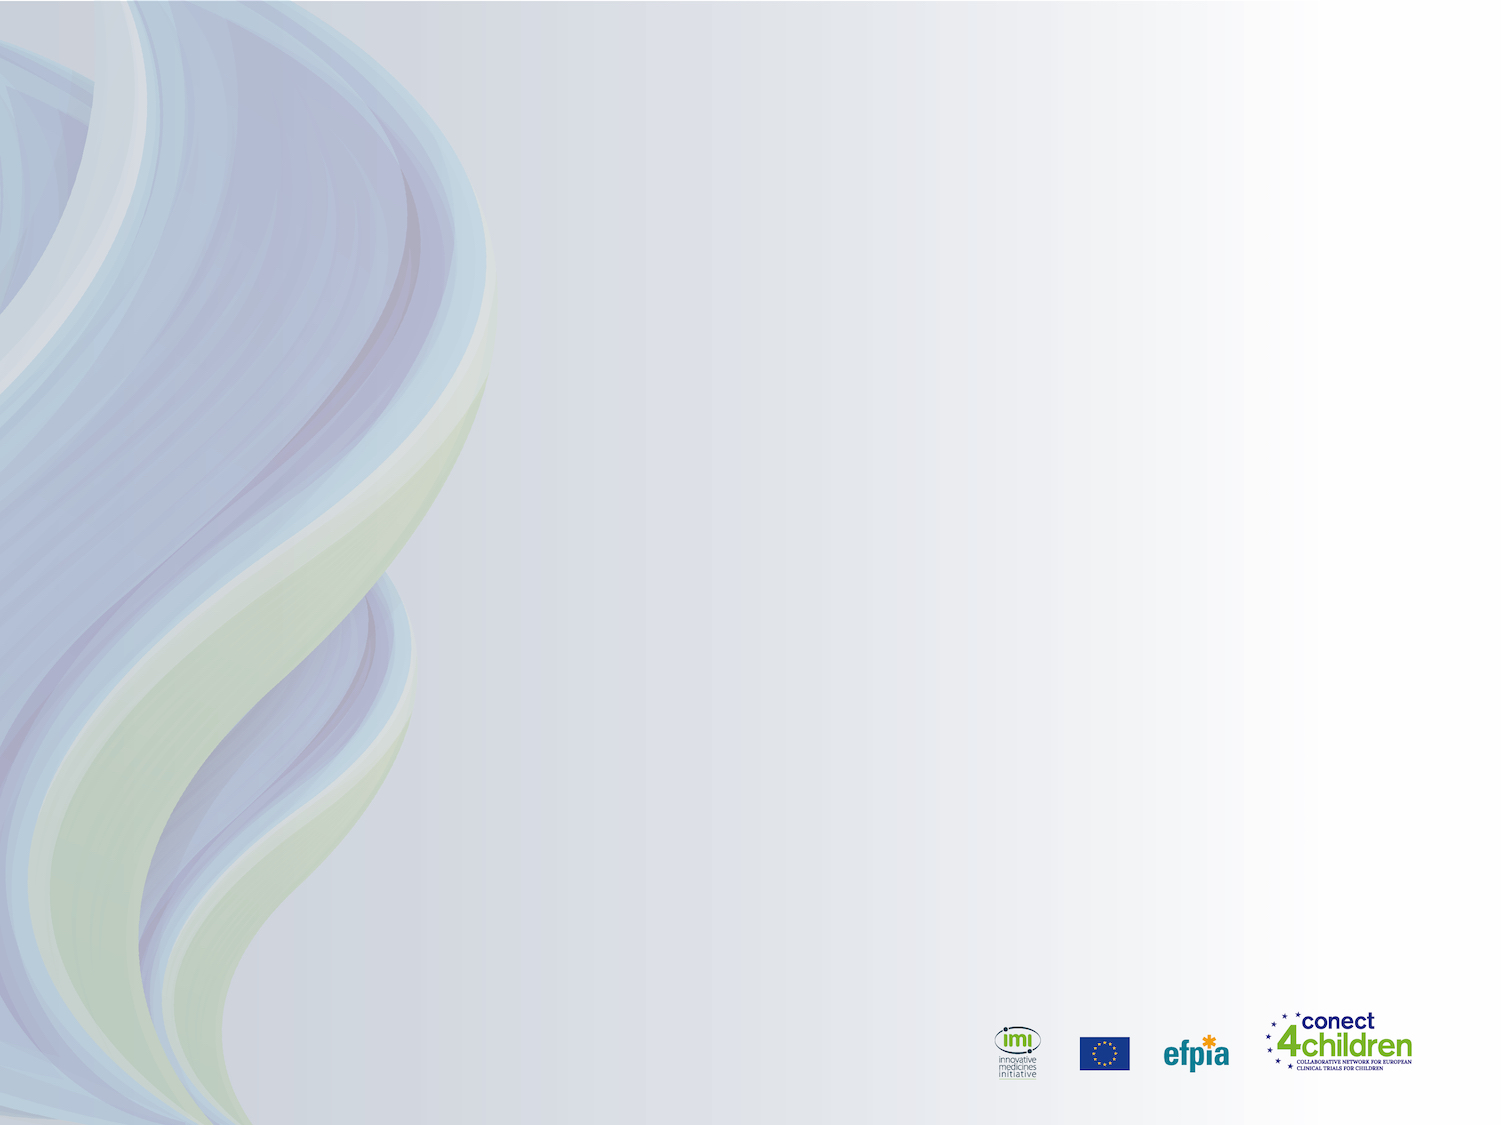 imi
innovative
medicines
initiative
efpia
conect
4children
COLLABORATIVE NETWORK FOR EUROPEAN
CLINICAL TRIALS FOR CHILDREN